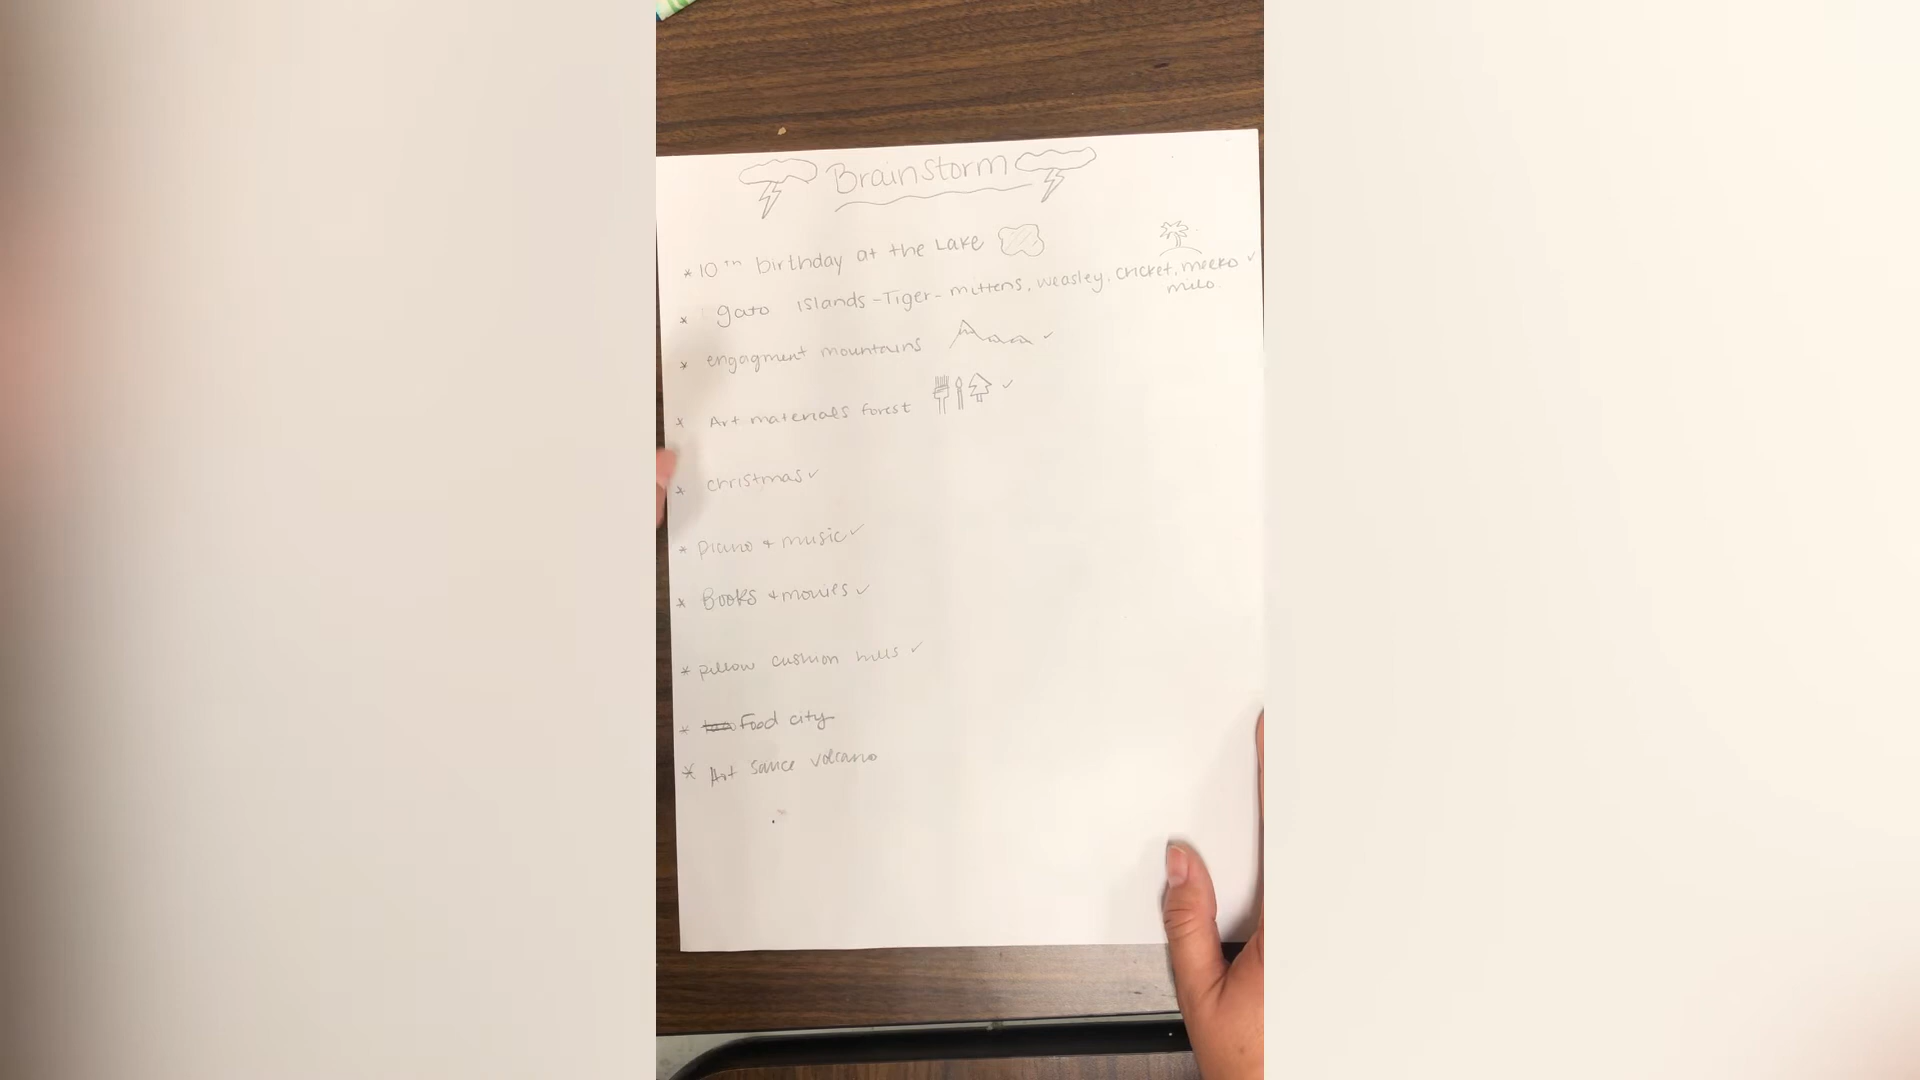 Brainstorm
* 10th birthday at the Lake
* gato islands - Tiger - mittens, weasley, cricket, meeko ✓
milo.
* engagment mountains ✓
* Art materials forest ✓
* christmas ✓
* piano + music ✓
* Books + movies ✓
* pillow cushion hills ✓
* Food city
* Hot sauce volcano